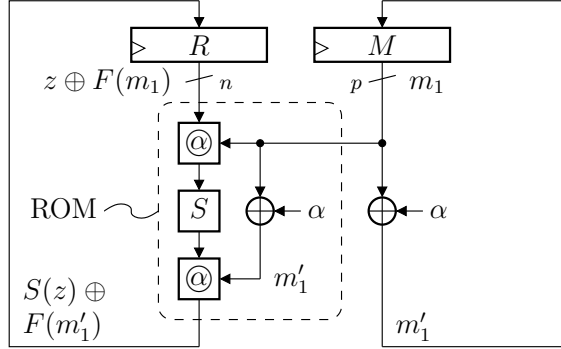 R
M
z ⊕ F(m₁)
n
p
m₁
ⓐ
ROM
S
α
α
ⓐ
m′₁
S(z) ⊕
F(m′₁)
m′₁